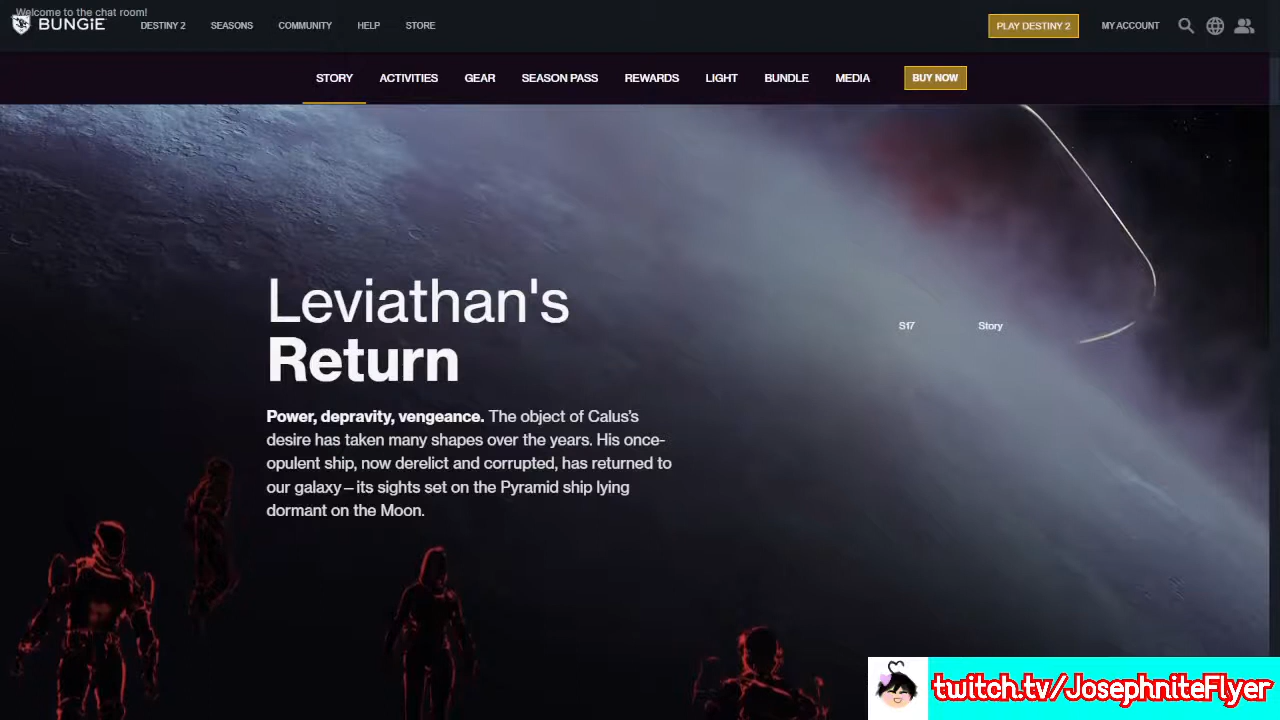 Welcome to the chat room!
BUNGiE
DESTINY 2 SEASONS COMMUNITY HELP STORE PLAY DESTINY 2 MY ACCOUNT
STORY ACTIVITIES GEAR SEASON PASS REWARDS LIGHT BUNDLE MEDIA BUY NOW
Leviathan's
Return
S17 Story
Power, depravity, vengeance. The object of Calus's
desire has taken many shapes over the years. His once-
opulent ship, now derelict and corrupted, has returned to
our galaxy—its sights set on the Pyramid ship lying
dormant on the Moon.
twitch.tv/JosephniteFlyer